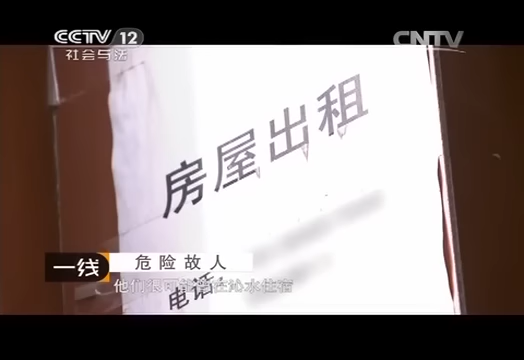 CCTV 12
社会与法
CNTV
房屋出租
电话:
一线
危险故人
他们很可能 在沁水住宿